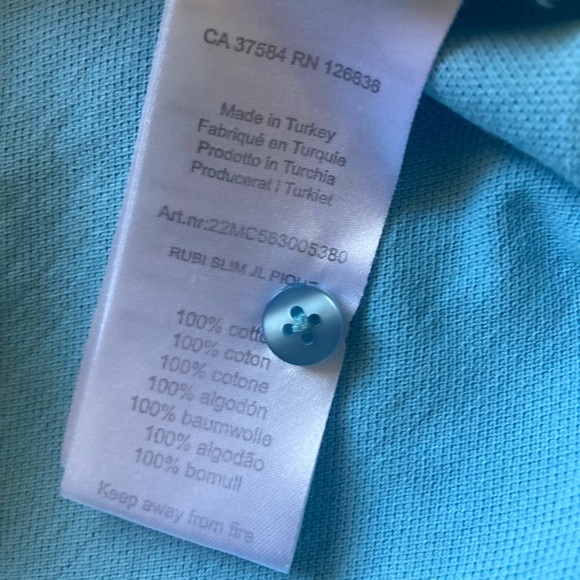 CA 37584 RN 126838
Made in Turkey
Fabriqué en Turquie
Prodotto in Turchia
Producerat i Turkiet
Art.nr:22MC563005380
RUBI SLIM JL
100%
100% coton
100% cotone
100% algodón
100% baumwolle
100% algodão
100% bomull
Keep away from fire